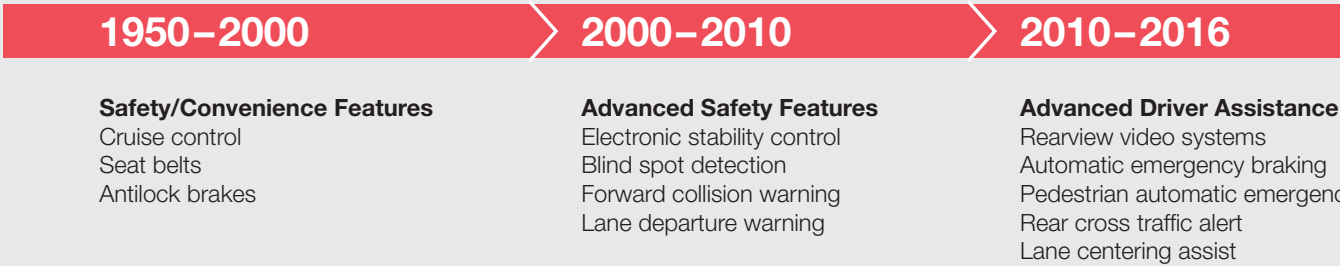 1950–2000
Safety/Convenience Features
Cruise control
Seat belts
Antilock brakes
2000–2010
Advanced Safety Features
Electronic stability control
Blind spot detection
Forward collision warning
Lane departure warning
2010–2016
Advanced Driver Assistance
Rearview video systems
Automatic emergency braking
Pedestrian automatic
Rear cross traffic alert
Lane centering assist